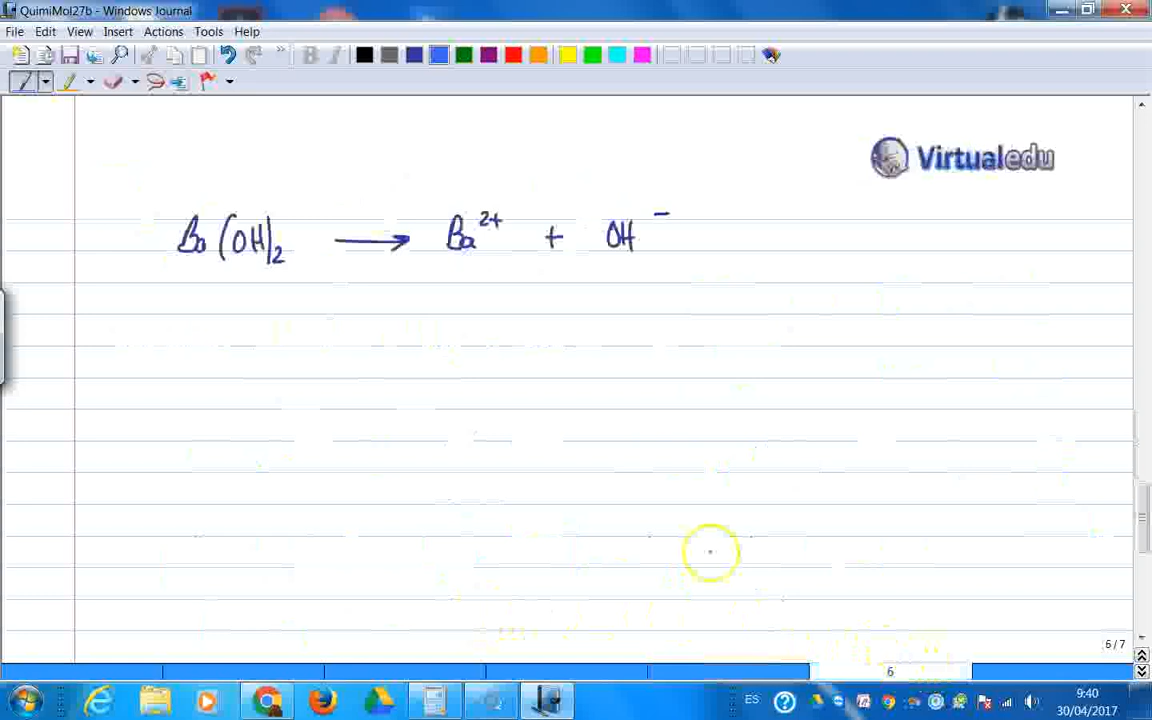 QuimiMol27b - Windows Journal
File Edit View Insert Actions Tools Help
Virtualedu
Ba(OH)₂ → Ba²⁺ + OH⁻
6 / 7
6
ES
9:40
30/04/2017